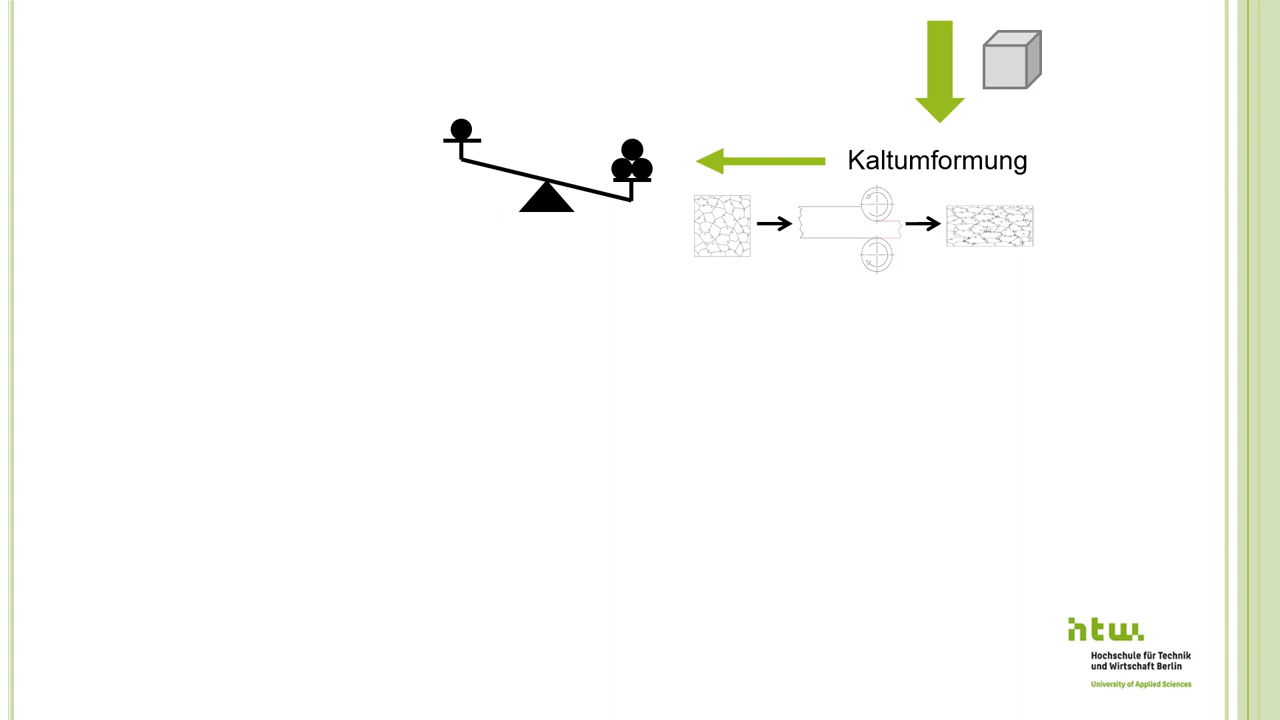 Kaltumformung
htw.
Hochschule für Technik
und Wirtschaft Berlin
University of Applied Sciences